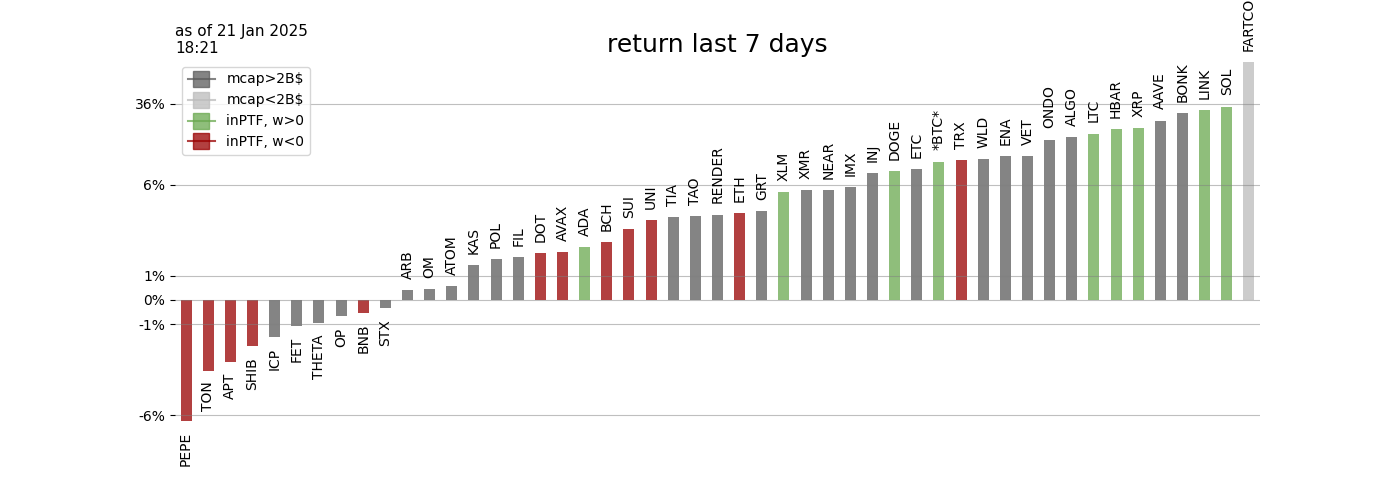 as of 21 Jan 2025
18:21
return last 7 days
mcap>2B$
mcap<2B$
inPTF, w>0
inPTF, w<0
36%
6%
1%
0%
-1%
-6%
PEPE
TON
APT
SHIB
ICP
FET
THETA
OP
BNB
STX
ARB
OM
ATOM
KAS
POL
FIL
DOT
AVAX
ADA
BCH
SUI
UNI
TIA
TAO
RENDER
ETH
GRT
XLM
XMR
NEAR
IMX
INJ
DOGE
ETC
*BTC*
TRX
WLD
ENA
VET
ONDO
ALGO
LTC
HBAR
XRP
AAVE
BONK
LINK
SOL
FARTCO